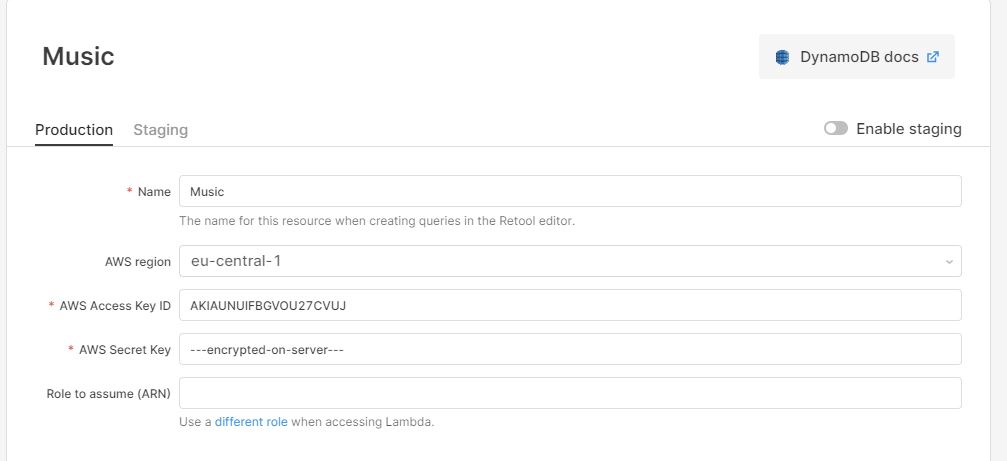 Music
DynamoDB docs
Production Staging
Enable staging
* Name Music
The name for this resource when creating queries in the Retool editor.
AWS region eu-central-1
* AWS Access Key ID AKIAUNUIFBGVOU27CVUJ
* AWS Secret Key ---encrypted-on-server---
Role to assume (ARN)
Use a different role when accessing Lambda.